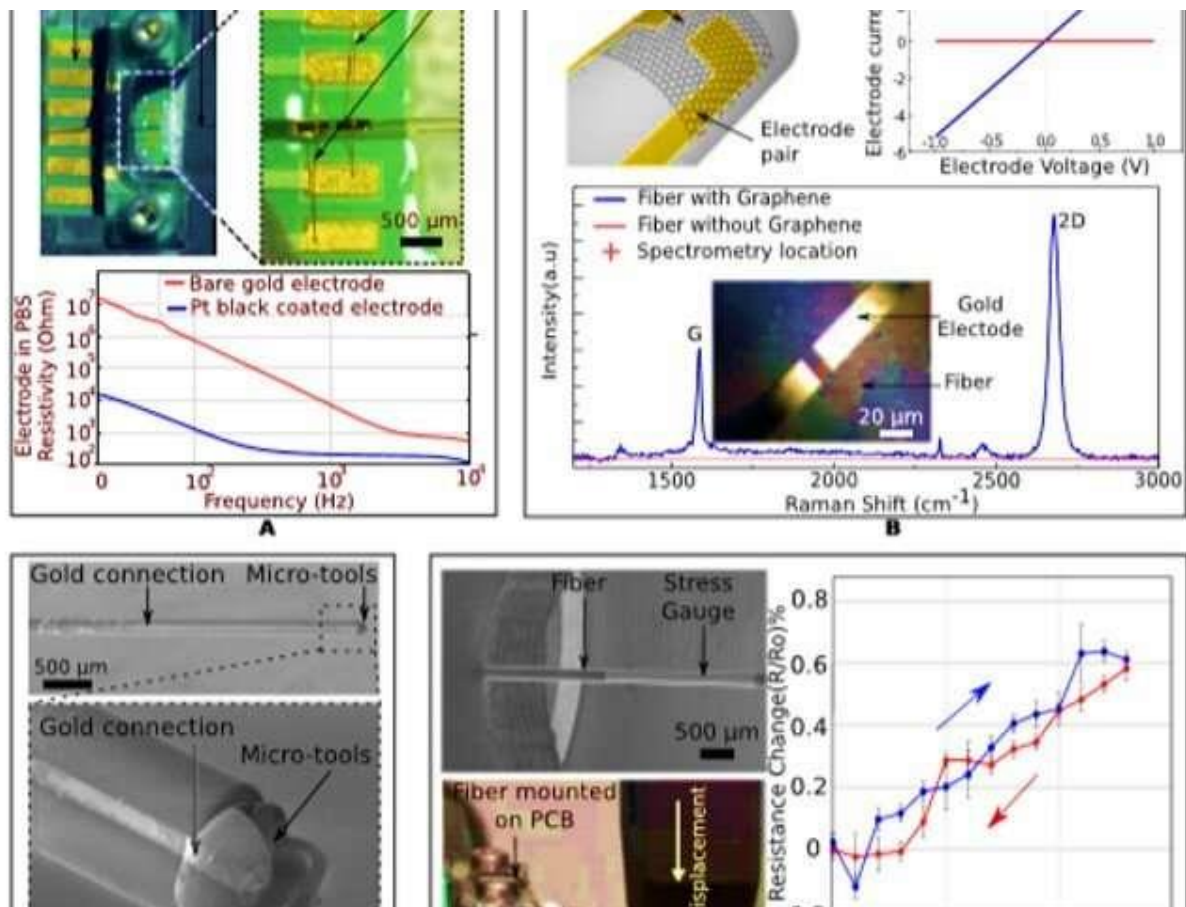 500 μm
Bare gold electrode
Pt black coated electrode
Electrode in PBS
Resistivity (Ohm)
10⁷
10⁶
10⁵
10⁴
10³
10²
0
10²
10³
10⁴
Frequency (Hz)
A
Electrode
pair
Electrode curre
0
-2
-4
-6
-1,0
-0,5
0,0
0,5
1,0
Electrode Voltage (V)
Fiber with Graphene
Fiber without Graphene
Spectrometry location
Intensity(a.u)
G
2D
Gold
Electode
Fiber
20 μm
1500
2000
2500
3000
Raman Shift (cm⁻¹)
B
Gold connection
Micro-tools
500 μm
Gold connection
Micro-tools
Fiber
Stress
Gauge
500 μm
Fiber mounted
on PCB
isplacement
Resistance Change(R/Ro)%
0.8
0.6
0.4
0.2
0